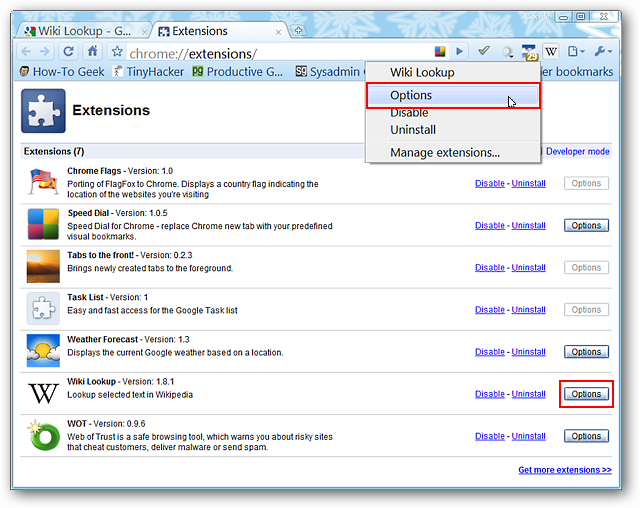 Google
Wiki Lookup - G...
Extensions
chrome://extensions/
29
W
How-To Geek
TinyHacker
pg Productive G...
SG Sysadmin
er bookmarks
Wiki Lookup
Options
Disable
Uninstall
Manage extensions...
Extensions
Extensions (7)
Developer mode
Chrome Flags - Version: 1.0
Porting of FlagFox to Chrome. Displays a country flag indicating the
location of the websites you're visiting
Disable - Uninstall
Options
Speed Dial - Version: 1.0.5
Speed Dial for Chrome - replace Chrome new tab with your predefined
visual bookmarks.
Disable - Uninstall
Options
Tabs to the front! - Version: 0.2.3
Brings newly created tabs to the foreground.
Disable - Uninstall
Options
Task List - Version: 1
Easy and fast access for the Google Task list
Disable - Uninstall
Options
Weather Forecast - Version: 1.3
Displays the current Google weather based on a location.
Disable - Uninstall
Options
W
Wiki Lookup - Version: 1.8.1
Lookup selected text in Wikipedia
Disable - Uninstall
Options
WOT - Version: 0.9.6
Web of Trust is a safe browsing tool, which warns you about risky sites
that cheat customers, deliver malware or send spam.
Disable - Uninstall
Options
Get more extensions >>